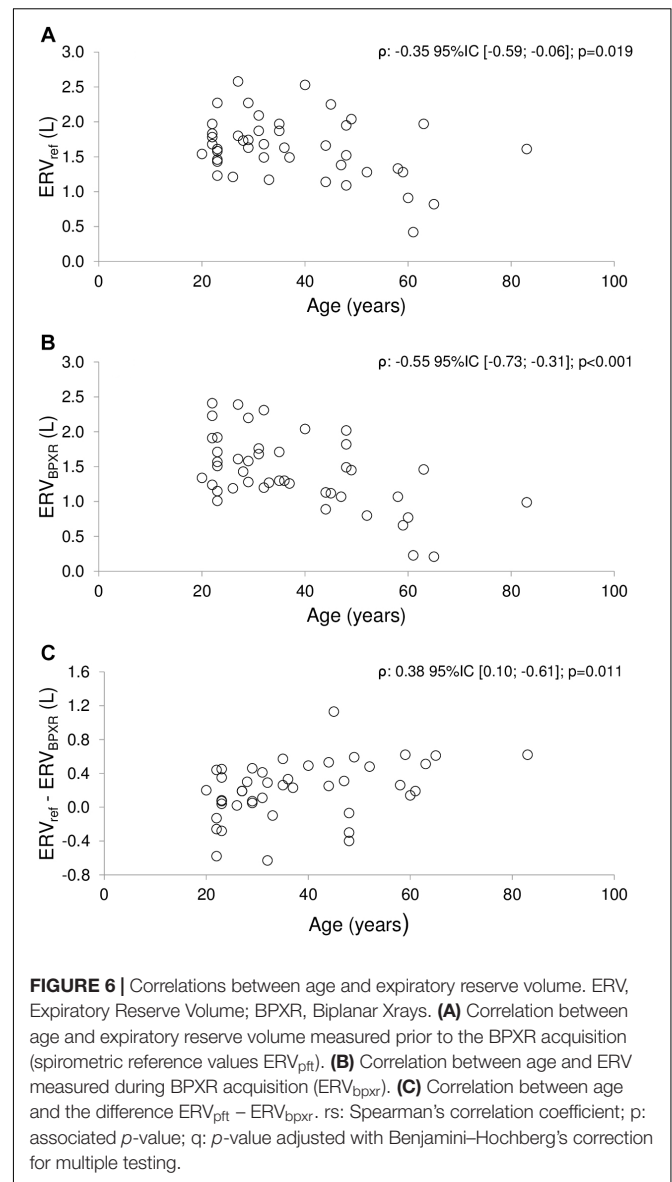 A
ρ: -0.35 95%IC [-0.59; -0.06]; p=0.019
3.0
2.5
2.0
1.5
1.0
0.5
0.0
ERVref (L)
0 20 40 60 80 100
Age (years)
B
ρ: -0.55 95%IC [-0.73; -0.31]; p<0.001
3.0
2.5
2.0
1.5
1.0
0.5
0.0
ERVBPXR (L)
0 20 40 60 80 100
Age (years)
C
ρ: 0.38 95%IC [0.10; -0.61]; p=0.011
1.6
1.2
0.8
0.4
0.0
-0.4
-0.8
ERVref - ERVBPXR (L)
0 20 40 60 80 100
Age (years)
FIGURE 6 | Correlations between age and expiratory reserve volume. ERV,
Expiratory Reserve Volume; BPXR, Biplanar Xrays. (A) Correlation between
age and expiratory reserve volume measured prior to the BPXR acquisition
(spirometric reference values ERVpft). (B) Correlation between age and ERV
measured during BPXR acquisition (ERVbpxr). (C) Correlation between age
and the difference ERVpft – ERVbpxr. rs: Spearman's correlation coefficient; p:
associated p-value; q: p-value adjusted with Benjamini–Hochberg's correction
for multiple testing.